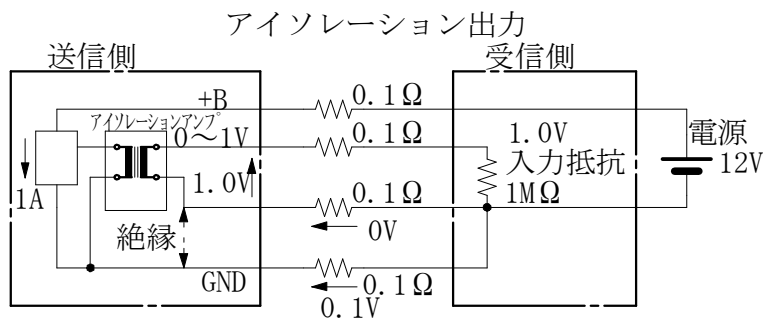 アイソレーション出力
送信側
受信側
+B
0.1Ω
アイソレーションアンプ
0～1V
0.1Ω
1.0V
入力抵抗
1MΩ
電源
12V
1A
1.0V
0.1Ω
0V
絶縁
GND
0.1Ω
0.1V